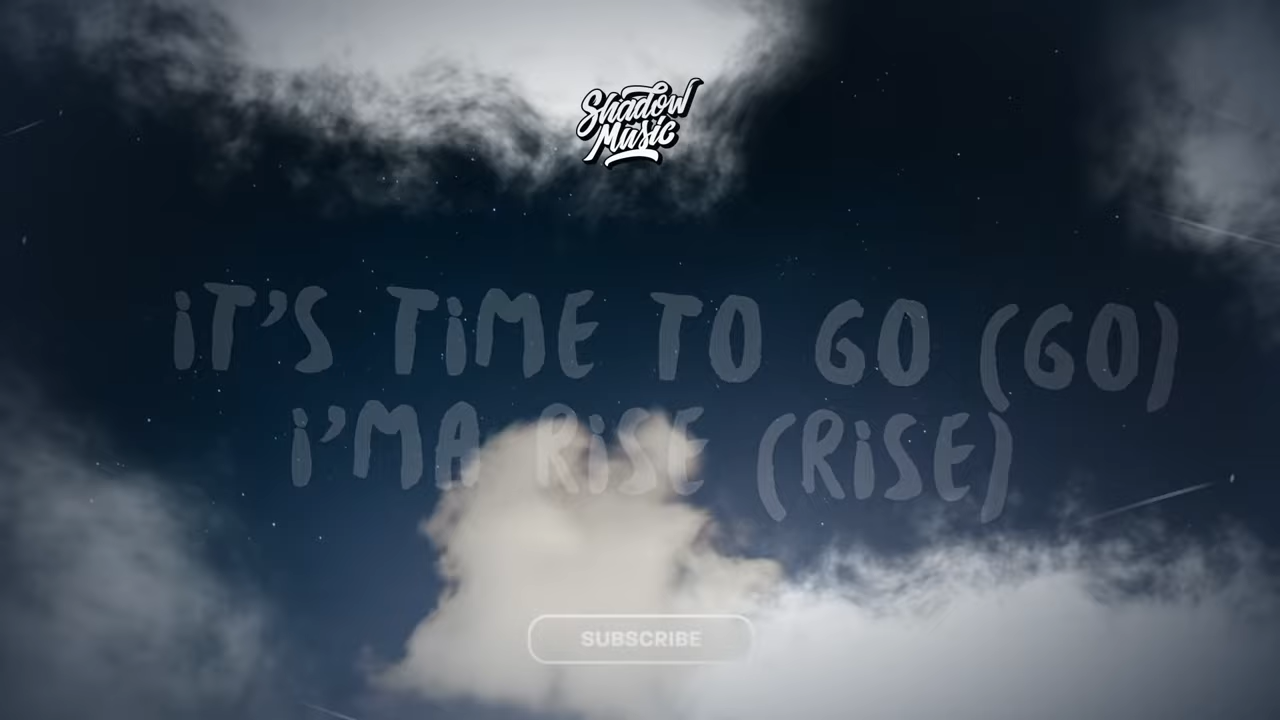 Shadow
Music
iT'S TiME TO GO (GO)
i'MA RiSE (RiSE)
SUBSCRIBE